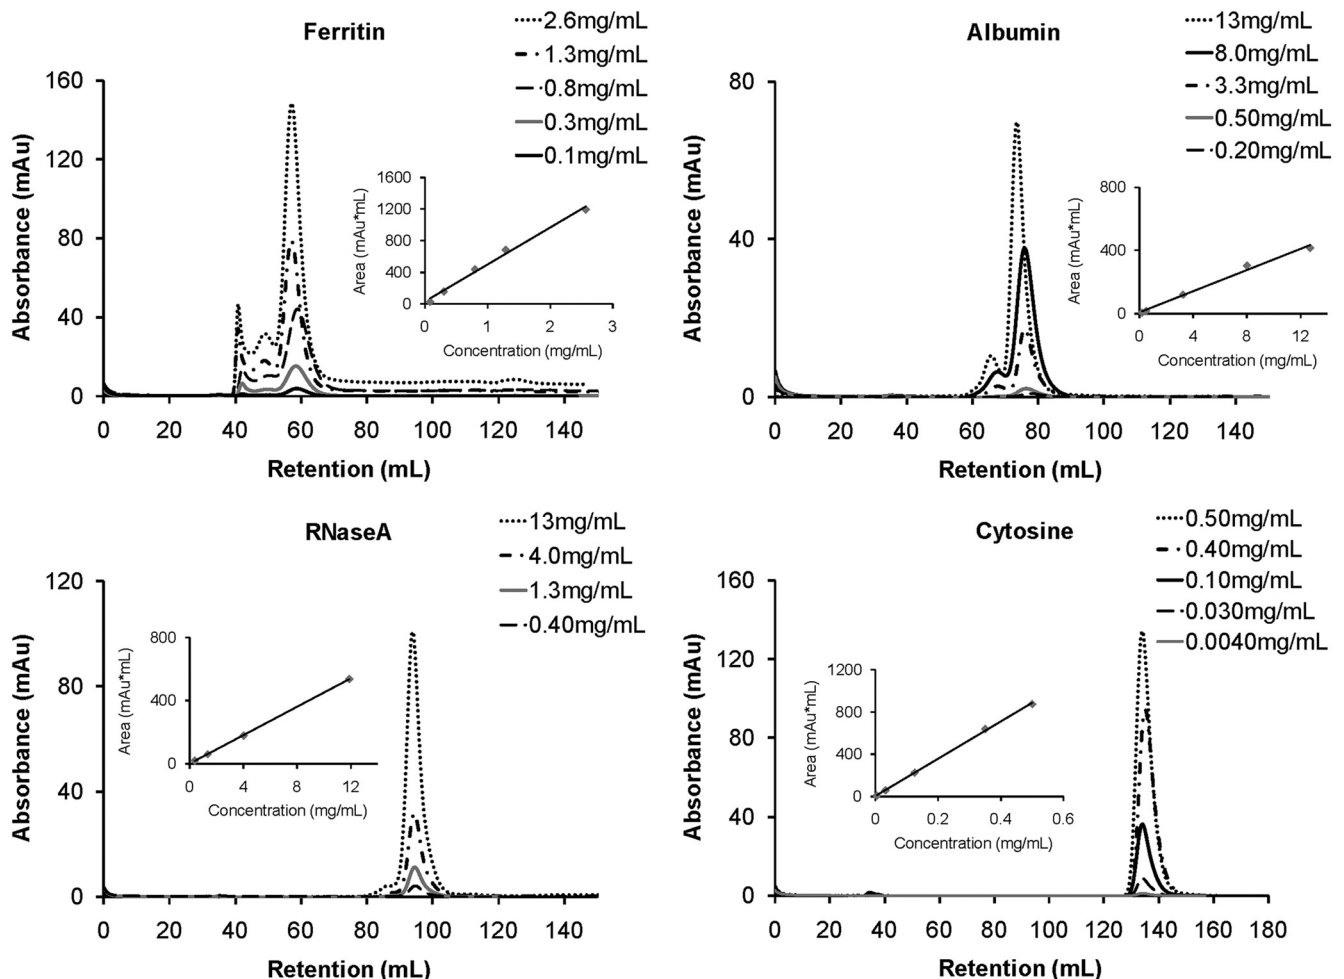 Ferritin
2.6mg/mL
1.3mg/mL
0.8mg/mL
0.3mg/mL
0.1mg/mL
Absorbance (mAu)
160
120
80
40
0
0 20 40 60 80 100 120 140
Retention (mL)
Area (mAu*mL)
1600
1200
800
400
0
0 1 2 3
Concentration (mg/mL)
Albumin
13mg/mL
8.0mg/mL
3.3mg/mL
0.50mg/mL
0.20mg/mL
Absorbance (mAu)
80
40
0
0 20 40 60 80 100 120 140
Retention (mL)
Area (mAu*mL)
800
400
0
0 4 8 12
Concentration (mg/mL)
RNaseA
13mg/mL
4.0mg/mL
1.3mg/mL
0.40mg/mL
Absorbance (mAu)
120
80
40
0
0 20 40 60 80 100 120 140
Retention (mL)
Area (mAu*mL)
800
400
0
0 4 8 12
Concentration (mg/mL)
Cytosine
0.50mg/mL
0.40mg/mL
0.10mg/mL
0.030mg/mL
0.0040mg/mL
Absorbance (mAu)
160
120
80
40
0
0 20 40 60 80 100 120 140 160 180
Retention (mL)
Area (mAu*mL)
1200
800
400
0
0 0.2 0.4 0.6
Concentration (mg/mL)